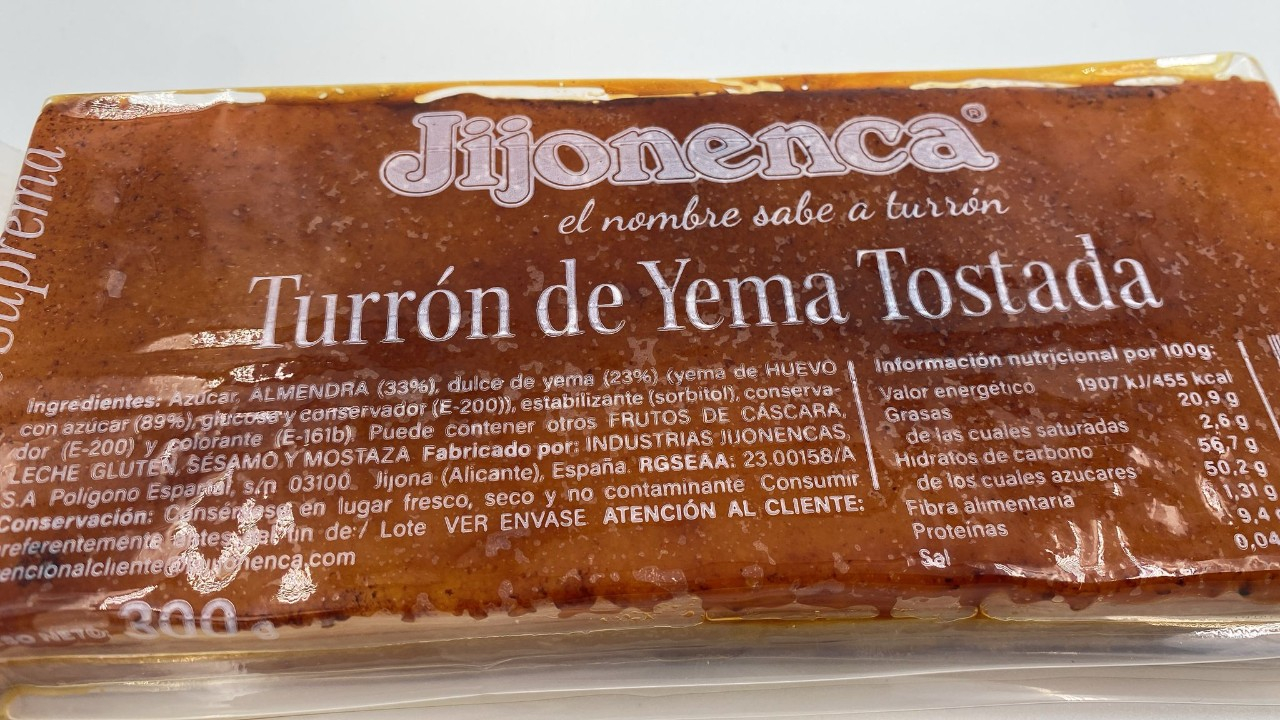 Jijonenca®
el nombre sabe a turrón
Turrón de Yema Tostada
Suprema
Ingredientes: Azúcar, ALMENDRA (33%), dulce de yema (23%) (yema de HUEVO
con azucar (89%), glucosa y conservador (E-200)), estabilizante (sorbitol), conserva-
dor (E-200) y colorante (E-161b) Puede contener otros FRUTOS DE CÁSCARA,
LECHE GLUTEN, SÉSAMO Y MOSTAZA Fabricado por: INDUSTRIAS JIJONENCAS,
S.A Polígono Espartal, s/n 03100 Jijona (Alicante), España. RGSEAA: 23.00158/A
Conservación: Consérvese en lugar fresco, seco y no contaminante Consumir
preferentemente antes del fin de:/ Lote VER ENVASE ATENCIÓN AL CLIENTE:
300 g
Información nutricional por 100g:
Valor energético 1907 kJ/455 kcal
Grasas 20,9 g
de las cuales saturadas 2,6 g
Hidratos de carbono 56,7 g
de los cuales azucares 50,2 g
Fibra alimentaria 1,31 g
Proteínas 9,4
Sal 0,04